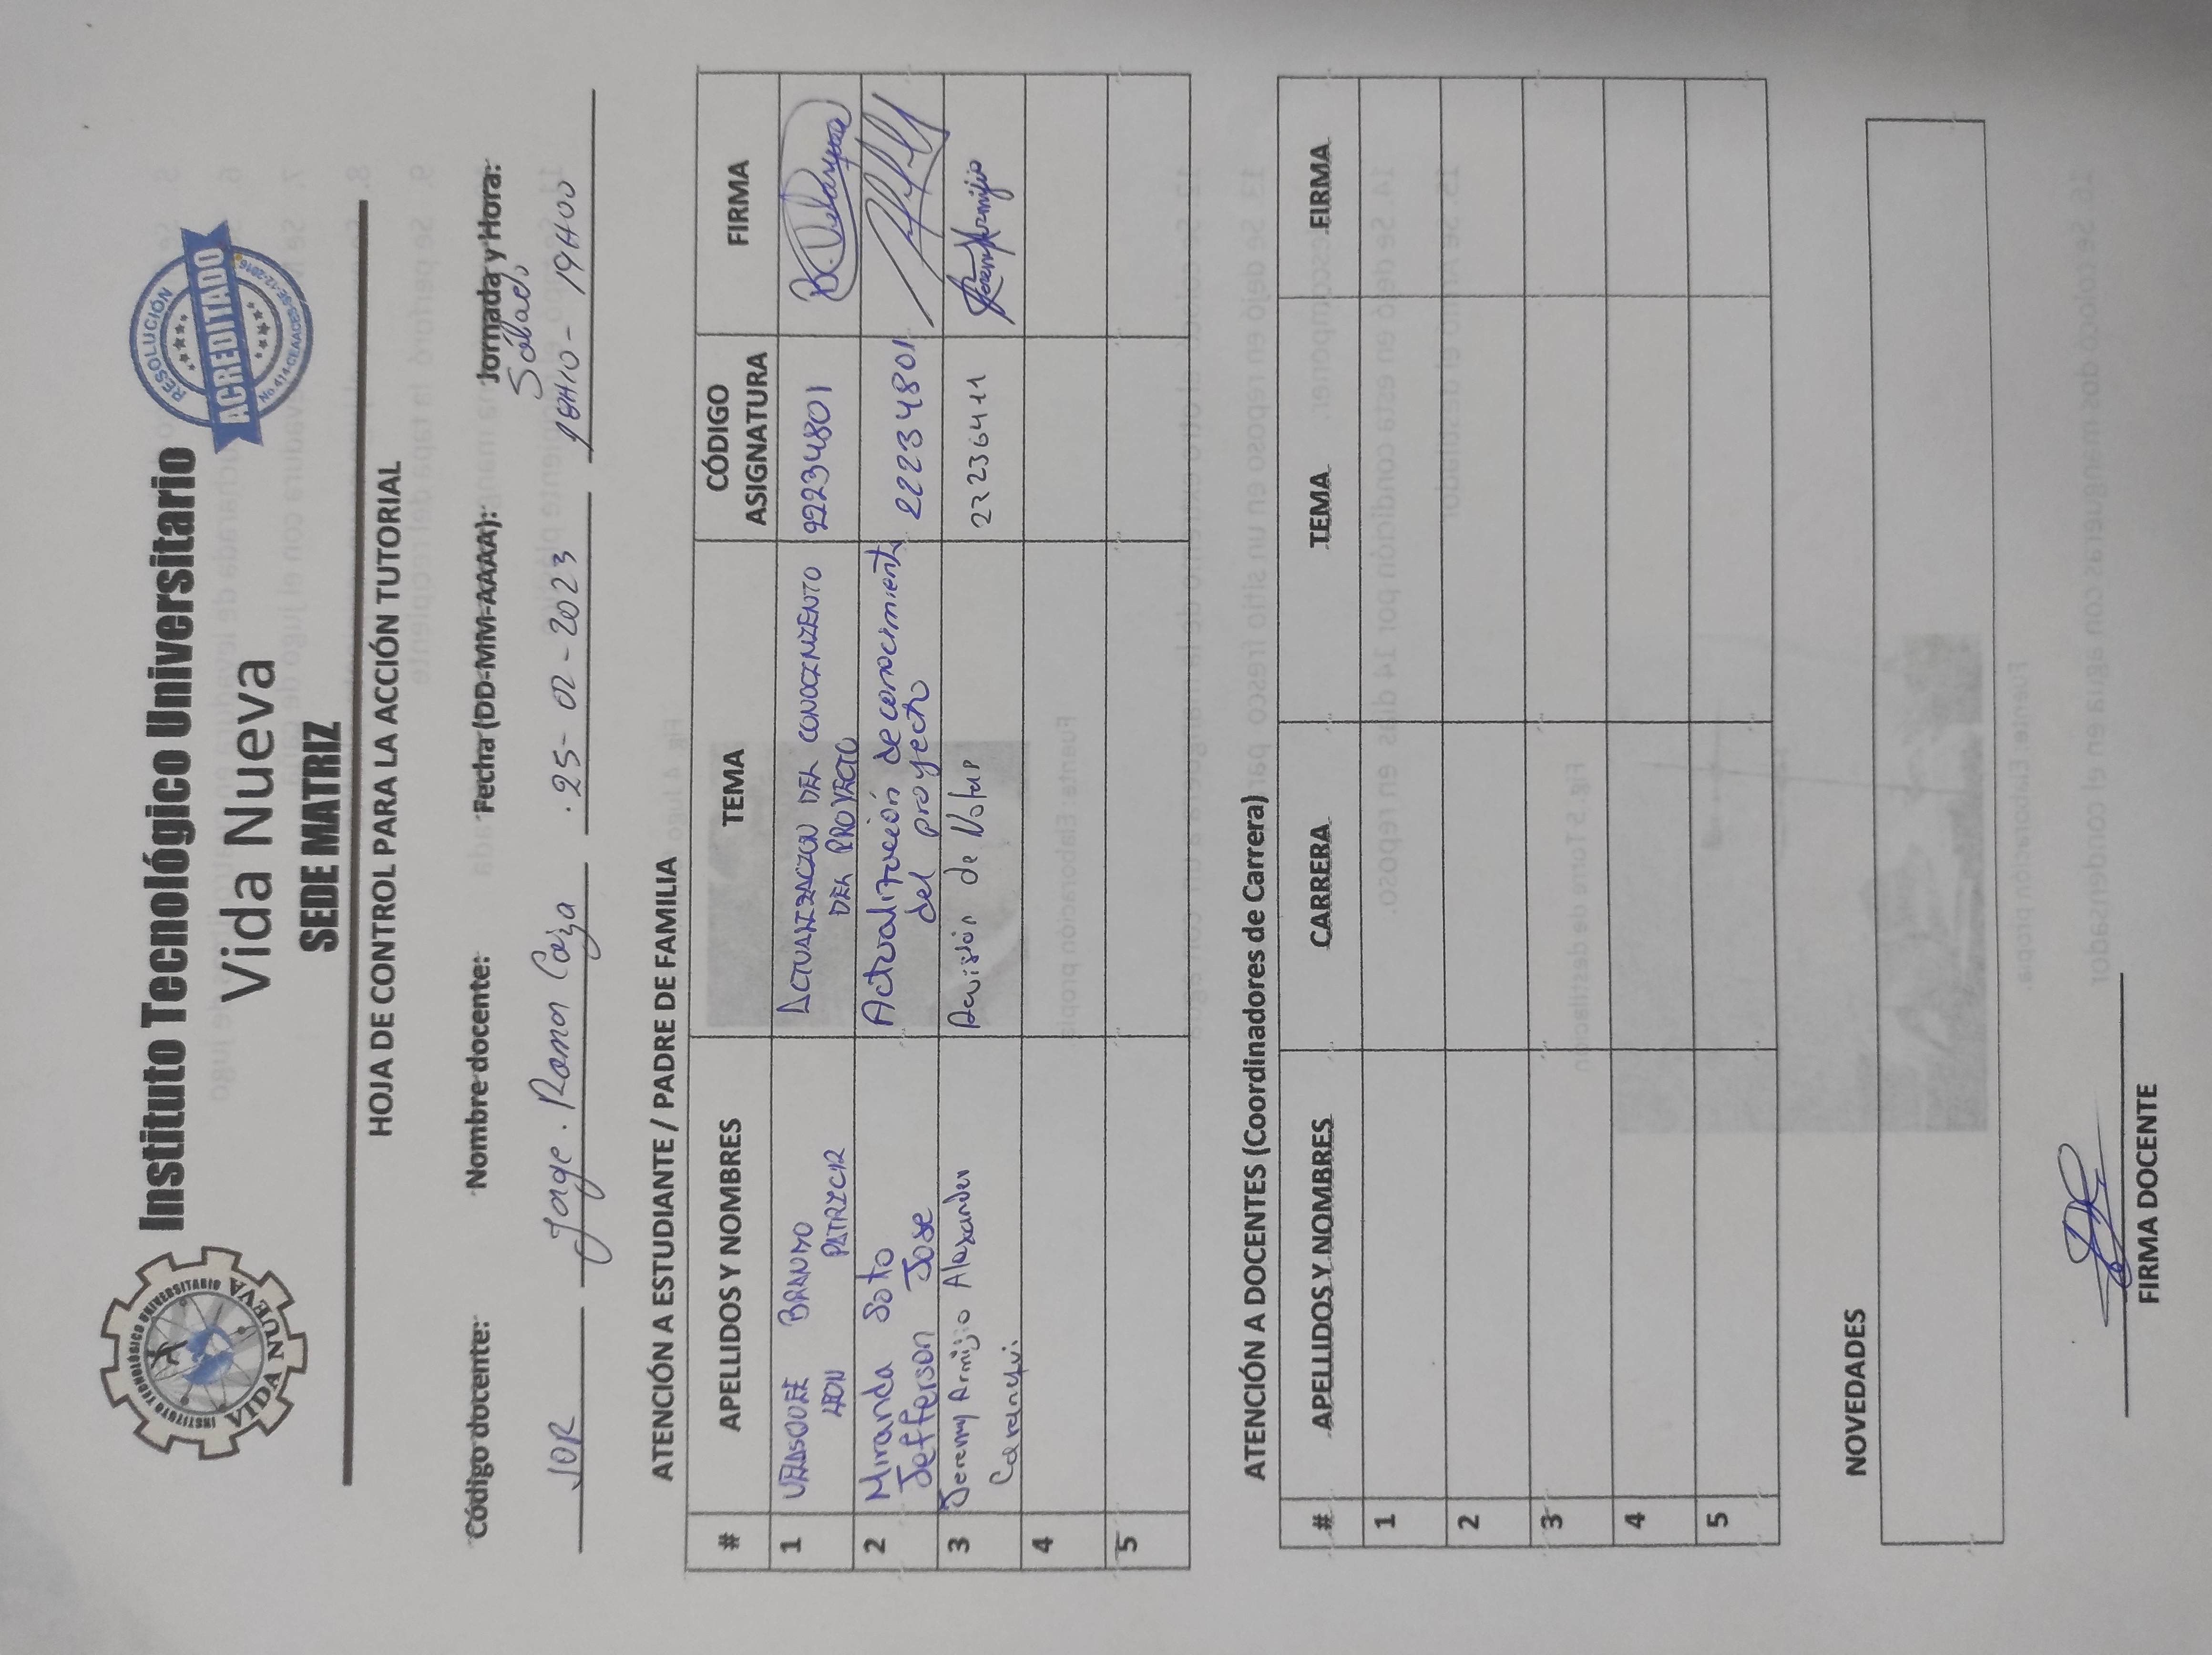 INSTITUTO TECNOLÓGICO UNIVERSITARIO
VIDA NUEVA
Instituto Tecnológico Universitario
Vida Nueva
SEDE MATRIZ
RESOLUCIÓN
ACREDITADO
No.414-CEAACES-SE-12-2016
HOJA DE CONTROL PARA LA ACCIÓN TUTORIAL
Código docente: Nombre docente: Fecha (DD-MM-AAAA): Jornada y Hora:
Sábado
JOR Jorge Ramos 25-02-2023 18H10 - 19H00
ATENCIÓN A ESTUDIANTE / PADRE DE FAMILIA
# APELLIDOS Y NOMBRES TEMA CÓDIGO ASIGNATURA FIRMA
1 VELASQUEZ BRANDO ACTUALIZACION DEL CONOCIMIENTO 22234801 B. Velasquez
LEON PATRICIO DEL PROYECTO
2 Miranda Soto Actualización de conocimiento 22234801
Jefferson Jose del proyecto
3 Jeremy Armijo Alexander Revisión de Notas 22236411 Jeremy Armijio
Caranqui
4
5
ATENCIÓN A DOCENTES (Coordinadores de Carrera)
# APELLIDOS Y NOMBRES CARRERA TEMA FIRMA
1
2
3
4
5
NOVEDADES
FIRMA DOCENTE